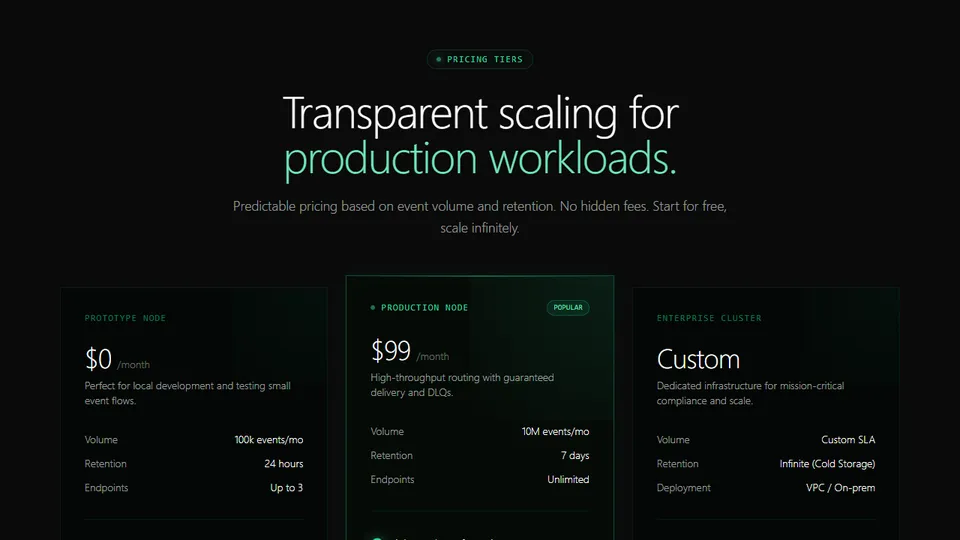 PRICING TIERS
Transparent scaling for
production workloads.
Predictable pricing based on event volume and retention. No hidden fees. Start for free,
scale infinitely.
PROTOTYPE NODE
$0 /month
Perfect for local development and testing small
event flows.
Volume 100k events/mo
Retention 24 hours
Endpoints Up to 3
PRODUCTION NODE POPULAR
$99 /month
High-throughput routing with guaranteed
delivery and DLQs.
Volume 10M events/mo
Retention 7 days
Endpoints Unlimited
ENTERPRISE CLUSTER
Custom
Dedicated infrastructure for mission-critical
compliance and scale.
Volume Custom SLA
Retention Infinite (Cold Storage)
Deployment VPC / On-prem